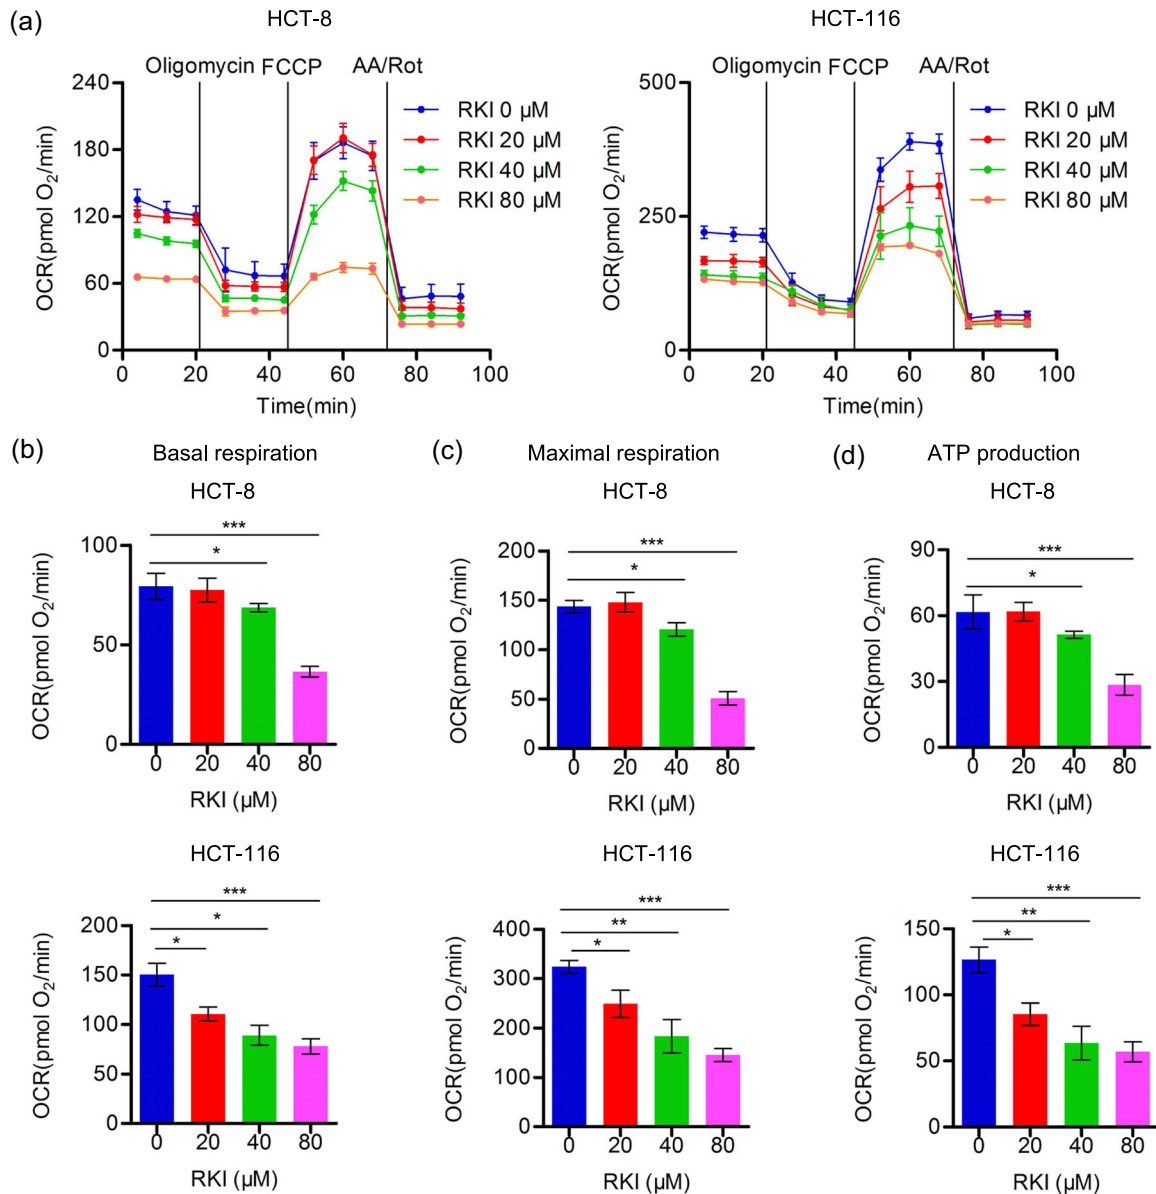 (a)
HCT-8
HCT-116
Oligomycin FCCP AA/Rot
OCR(pmol O₂/min)
240
180
120
60
0
0 20 40 60 80 100
Time(min)
RKI 0 µM
RKI 20 µM
RKI 40 µM
RKI 80 µM
Oligomycin FCCP AA/Rot
OCR(pmol O₂/min)
500
250
0
0 20 40 60 80 100
Time(min)
RKI 0 µM
RKI 20 µM
RKI 40 µM
RKI 80 µM
(b)
Basal respiration
HCT-8
***
*
OCR(pmol O₂/min)
100
50
0
0 20 40 80
RKI (µM)
HCT-116
***
*
*
OCR(pmol O₂/min)
200
150
100
50
0
0 20 40 80
RKI (µM)
(c)
Maximal respiration
HCT-8
***
*
OCR(pmol O₂/min)
200
150
100
50
0
0 20 40 80
RKI (µM)
HCT-116
***
**
*
OCR(pmol O₂/min)
400
300
200
100
0
0 20 40 80
RKI (µM)
(d)
ATP production
HCT-8
***
*
OCR(pmol O₂/min)
90
60
30
0
0 20 40 80
RKI (µM)
HCT-116
***
**
*
OCR(pmol O₂/min)
150
100
50
0
0 20 40 80
RKI (µM)